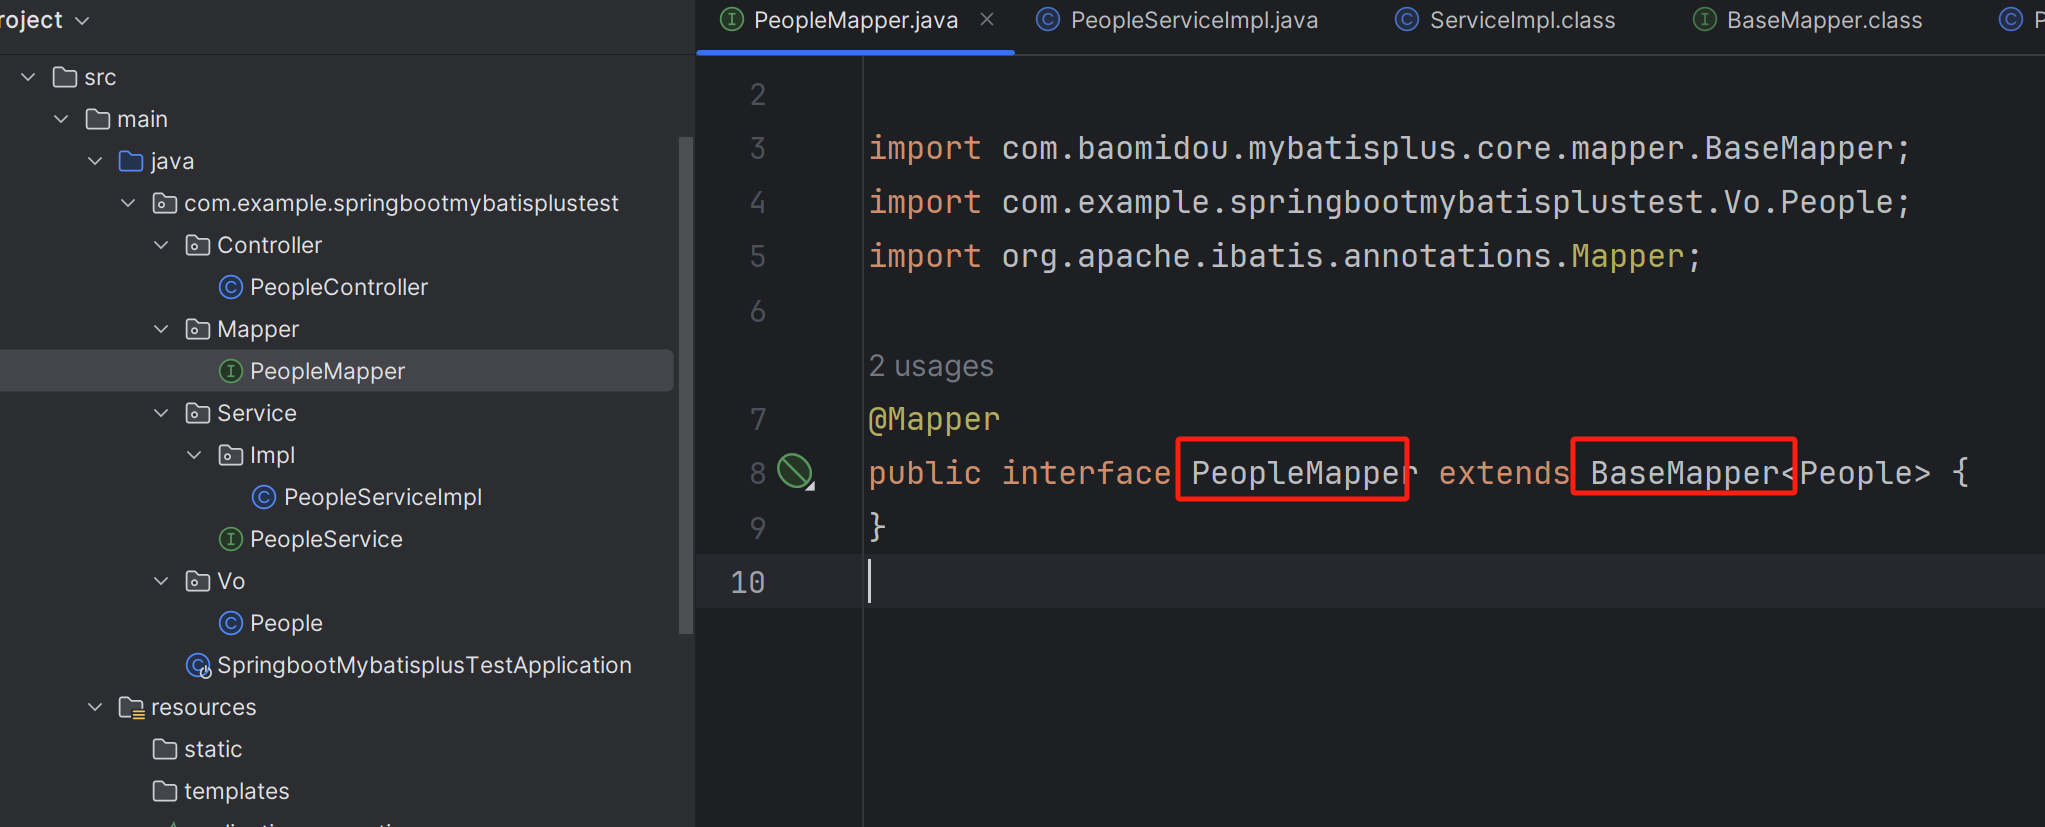 roject
src
main
java
com.example.springbootmybatisplustest
Controller
PeopleController
Mapper
PeopleMapper
Service
Impl
PeopleServiceImpl
PeopleService
Vo
People
SpringbootMybatisplusTestApplication
resources
static
templates
PeopleMapper.java PeopleServiceImpl.java ServiceImpl.class BaseMapper.class
2
3 import com.baomidou.mybatisplus.core.mapper.BaseMapper;
4 import com.example.springbootmybatisplustest.Vo.People;
5 import org.apache.ibatis.annotations.Mapper;
6
2 usages
7 @Mapper
8 public interface PeopleMapper extends BaseMapper<People> {
9 }
10